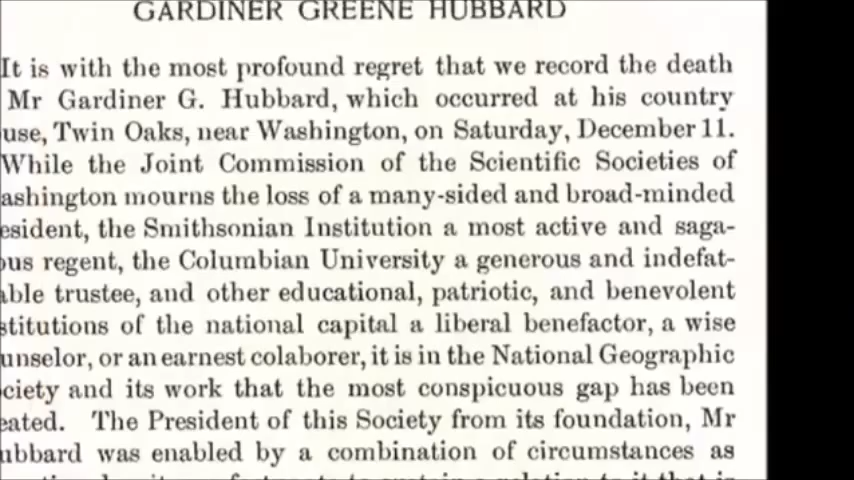 GARDINER GREENE HUBBARD
It is with the most profound regret that we record the death
Mr Gardiner G. Hubbard, which occurred at his country
use, Twin Oaks, near Washington, on Saturday, December 11.
While the Joint Commission of the Scientific Societies of
ashington mourns the loss of a many-sided and broad-minded
esident, the Smithsonian Institution a most active and saga-
ous regent, the Columbian University a generous and indefat-
able trustee, and other educational, patriotic, and benevolent
stitutions of the national capital a liberal benefactor, a wise
unselor, or an earnest colaborer, it is in the National Geographic
ciety and its work that the most conspicuous gap has been
eated. The President of this Society from its foundation, Mr
ubbard was enabled by a combination of circumstances as